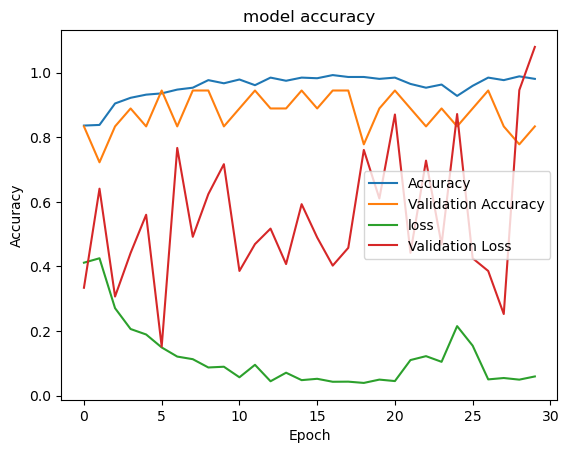 model accuracy
Accuracy
1.0
0.8
0.6
0.4
0.2
0.0
Accuracy
Validation Accuracy
loss
Validation Loss
0 5 10 15 20 25 30
Epoch